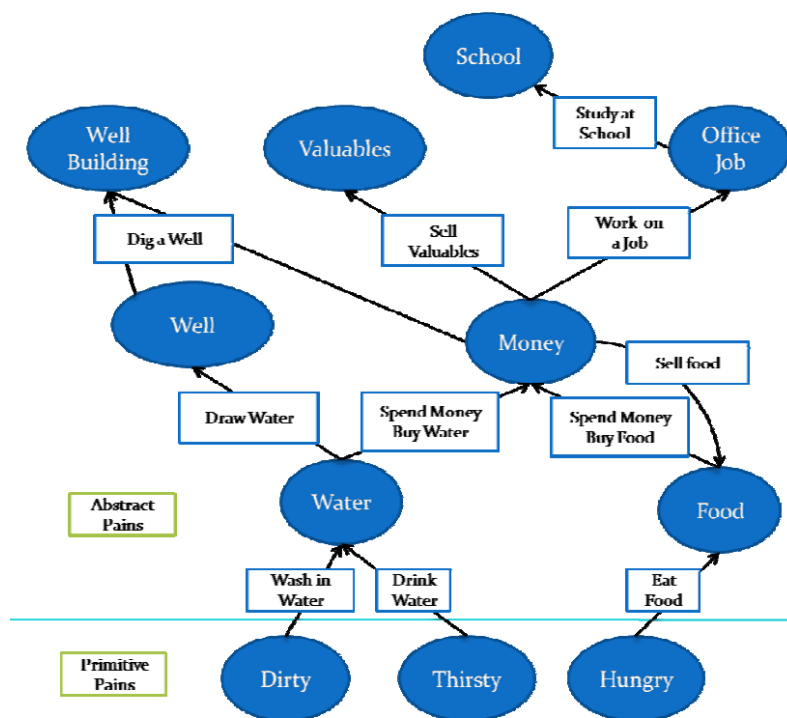 School
Study at
School
Well
Building
Valuables
Office
Job
Dig a Well
Sell
Valuables
Work on
a Job
Well
Money
Sell food
Draw Water
Spend Money
Buy Water
Spend Money
Buy Food
Abstract
Pains
Water
Food
Wash in
Water
Drink
Water
Eat
Food
Primitive
Pains
Dirty
Thirsty
Hungry